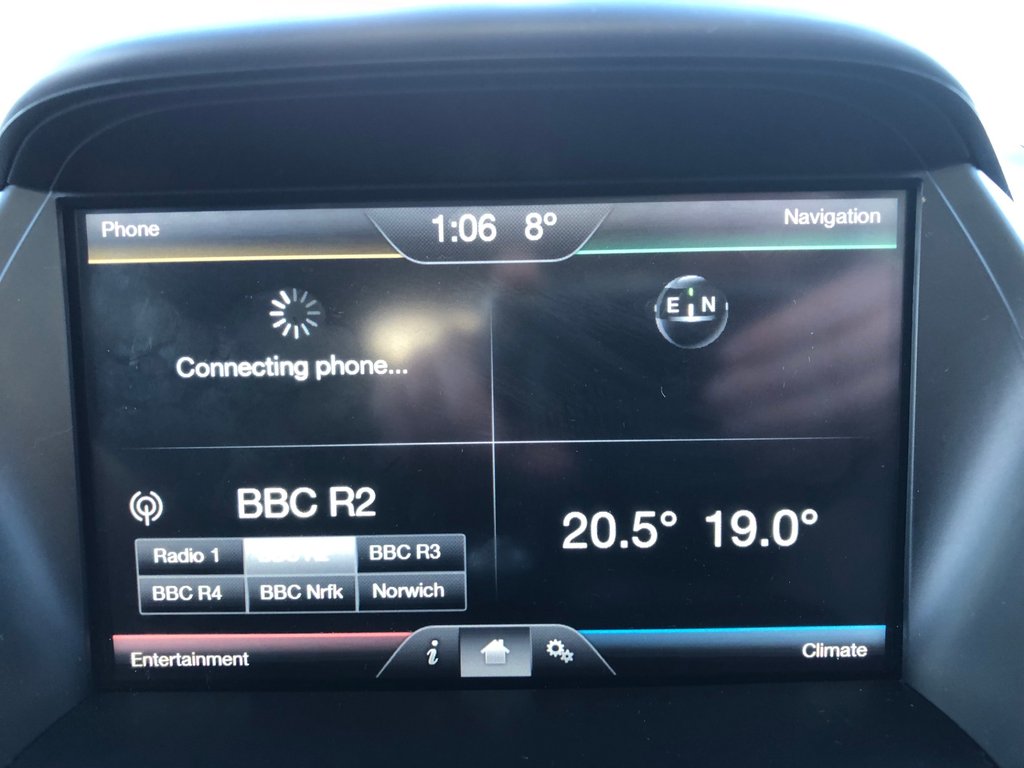 Phone
1:06 8°
Navigation
E N
Connecting phone...
BBC R2
20.5° 19.0°
Radio 1
BBC R3
BBC R4
BBC Nrfk
Norwich
Entertainment
i
Climate